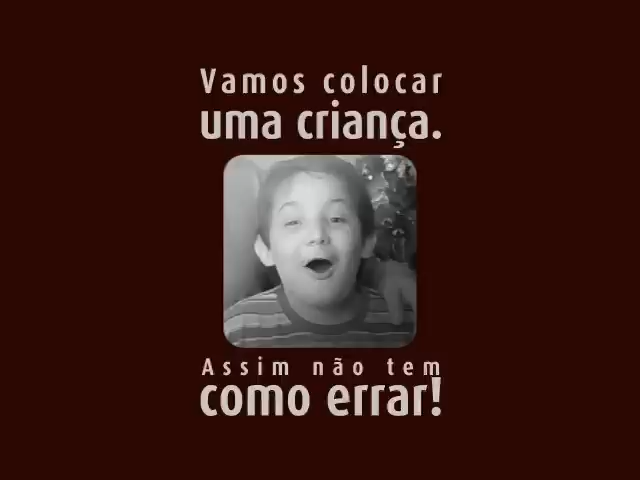 Vamos colocar
uma criança.
Assim não tem
como errar!